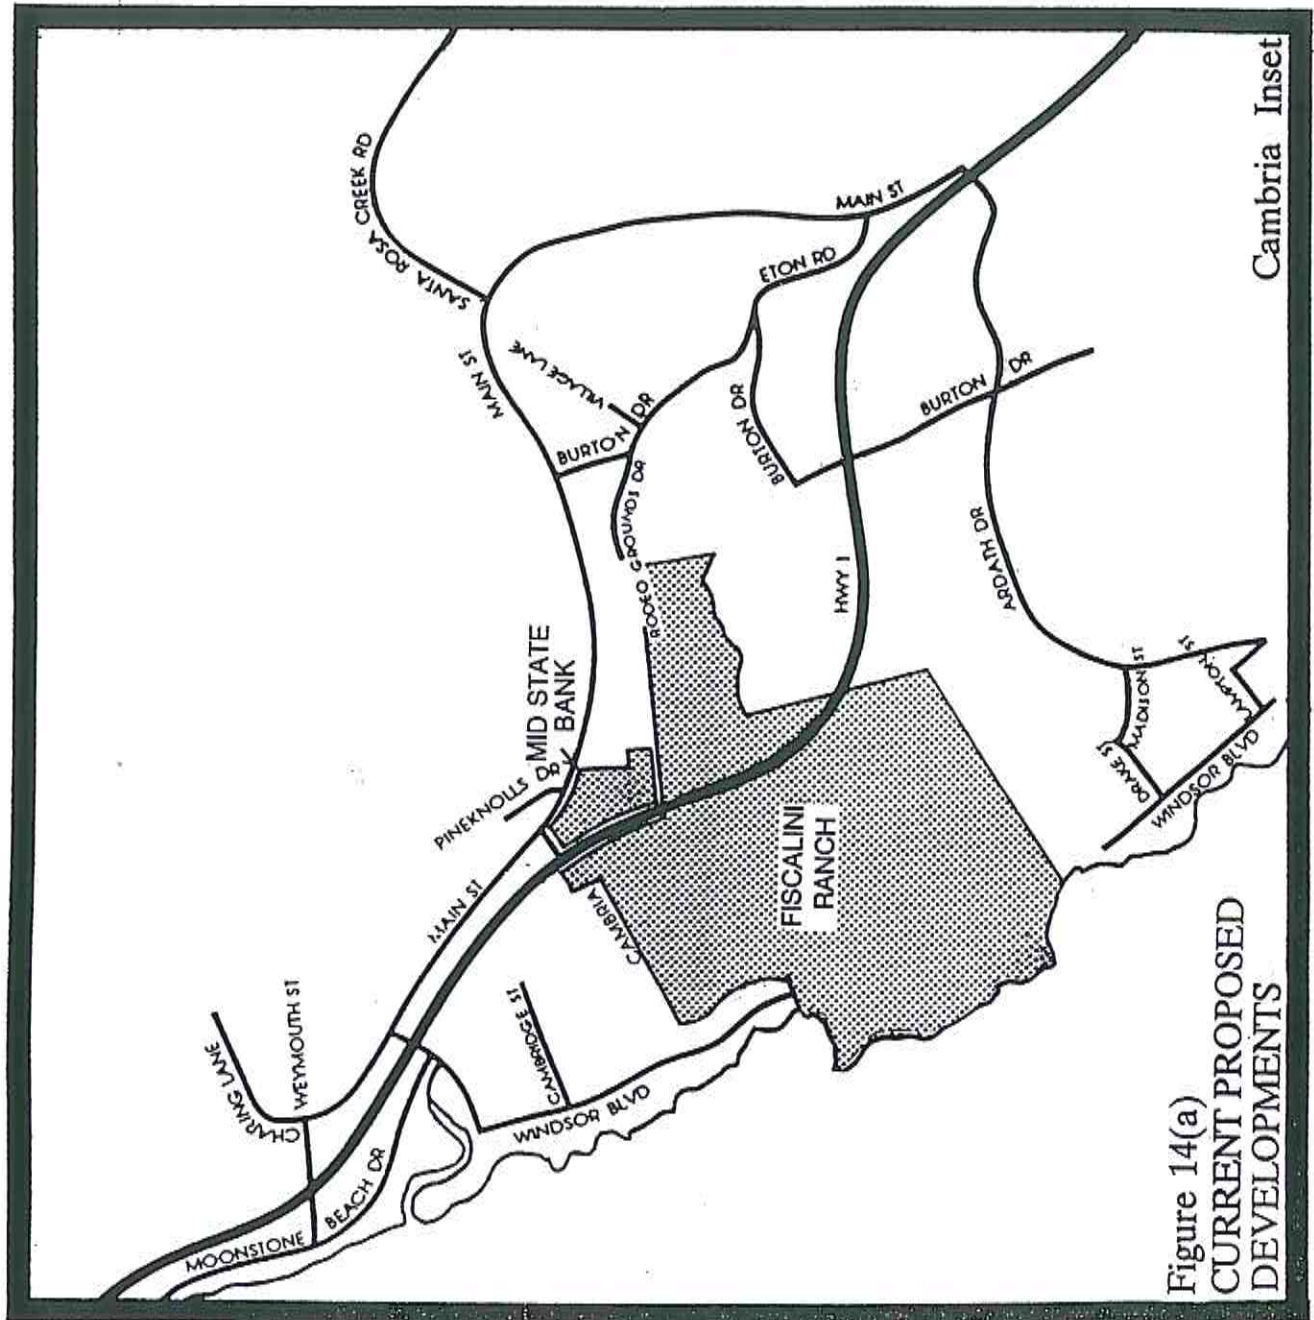 SANTA ROSA CREEK RD
MAIN ST
ETON RD
MAIN ST
VILLAGE LANE
BURTON DR
BURTON DR
BURTON DR
BURTON DR
RODEO GROUNDS DR
HWY 1
ARDATH DR
MID STATE
BANK
PINEKNOLLS DR
MAIN ST
CAMBRIA
FISCALINI
RANCH
MADISON ST
DRAKE ST
WINDSOR BLVD
CHARING LANE
WEYMOUTH ST
CAMBRIDGE ST
WINDSOR BLVD
MOONSTONE BEACH DR
Figure 14(a)
CURRENT PROPOSED
DEVELOPMENTS
Cambria Inset